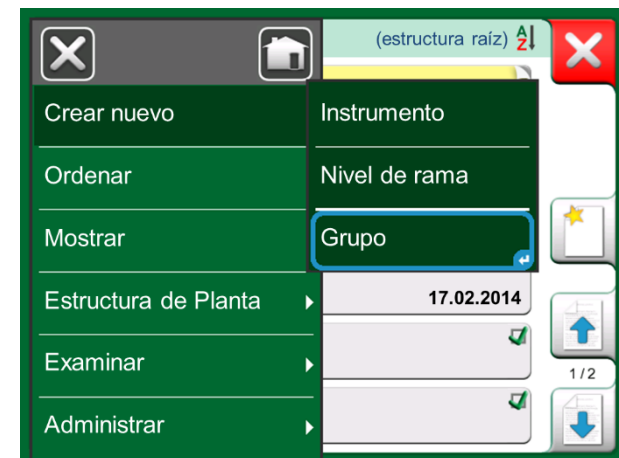 (estructura raíz) AZ
Crear nuevo
Instrumento
Ordenar
Nivel de rama
Mostrar
Grupo
Estructura de Planta
17.02.2014
Examinar
1/2
Administrar